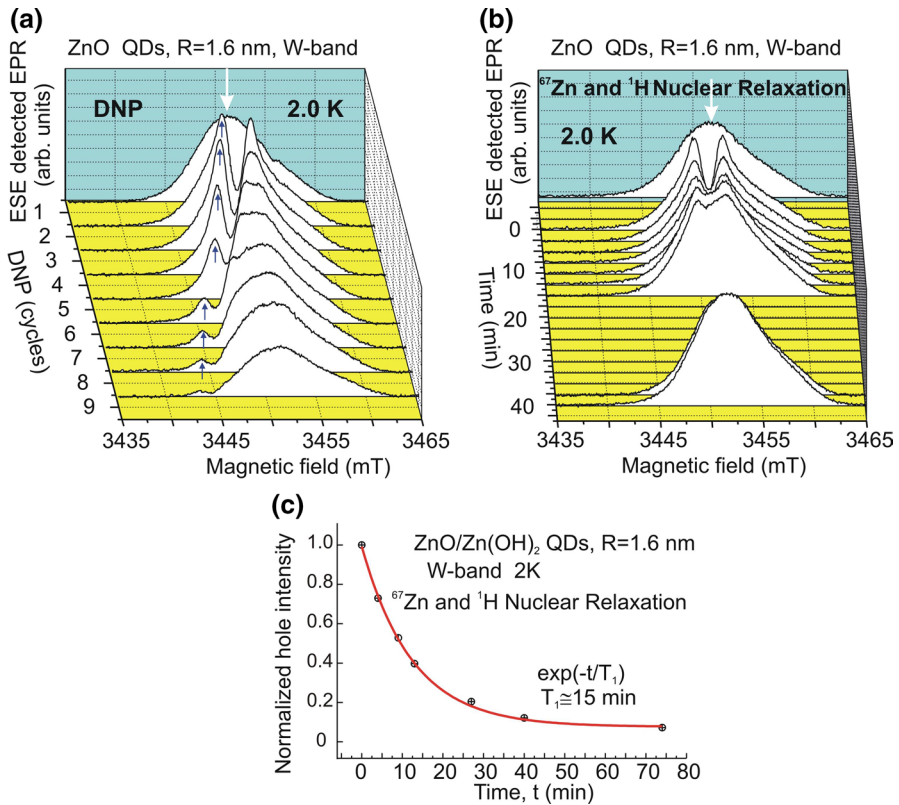 (a)
ZnO QDs, R=1.6 nm, W-band
ESE detected EPR
(arb. units)
DNP
2.0 K
1
2
3
4
5
6
7
8
9
DNP (cycles)
3435
3445
3455
3465
Magnetic field (mT)
(b)
ZnO QDs, R=1.6 nm, W-band
ESE detected EPR
(arb. units)
⁶⁷Zn and ¹H Nuclear Relaxation
2.0 K
0
10
20
30
40
Time (min)
3435
3445
3455
3465
Magnetic field (mT)
(c)
Normalized hole intensity
1.0
0.8
0.6
0.4
0.2
0
ZnO/Zn(OH)₂ QDs, R=1.6 nm
W-band 2K
⁶⁷Zn and ¹H Nuclear Relaxation
exp(-t/T₁)
T₁≅15 min
0 10 20 30 40 50 60 70 80
Time, t (min)